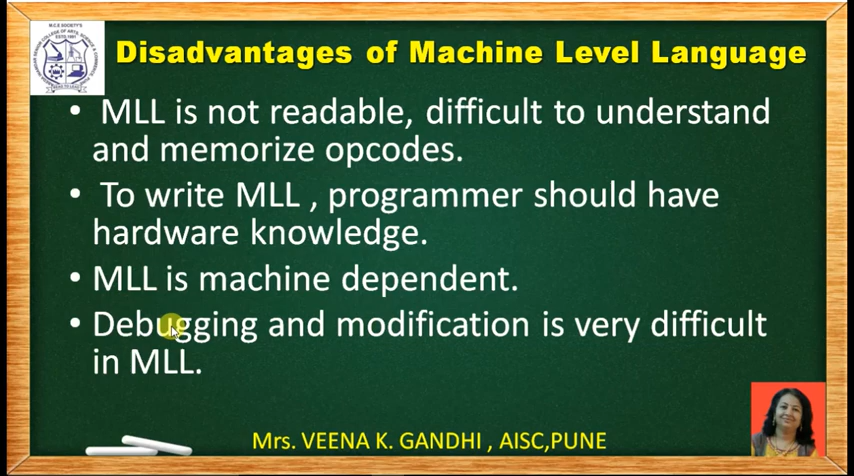 M.C.E SOCIETY'S
Disadvantages of Machine Level Language
• MLL is not readable, difficult to understand
and memorize opcodes.
• To write MLL , programmer should have
hardware knowledge.
• MLL is machine dependent.
• Debugging and modification is very difficult
in MLL.
Mrs. VEENA K. GANDHI , AISC,PUNE